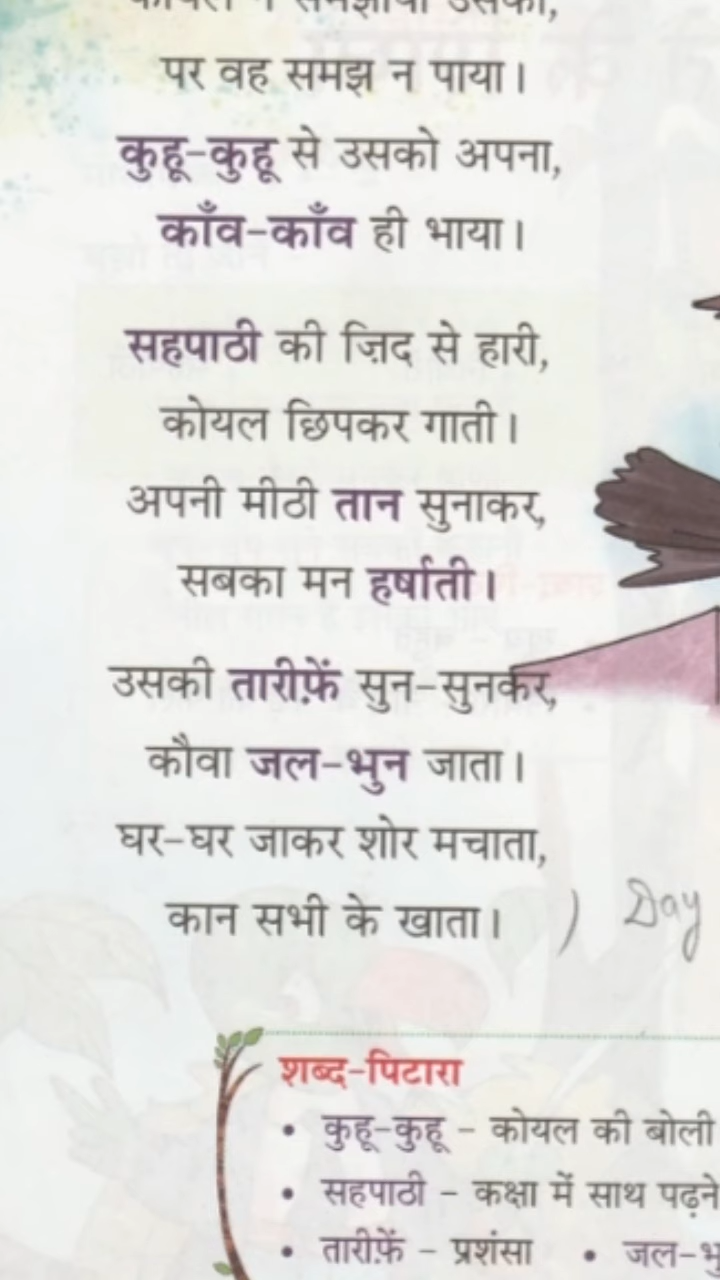 पर वह समझ न पाया।
कुहू-कुहू से उसको अपना,
काँव-काँव ही भाया।
सहपाठी की ज़िद से हारी,
कोयल छिपकर गाती।
अपनी मीठी तान सुनाकर,
सबका मन हर्षाती।
उसकी तारीफ़ें सुन-सुनकर,
कौवा जल-भुन जाता।
घर-घर जाकर शोर मचाता,
कान सभी के खाता। ) Day
शब्द-पिटारा
• कुहू-कुहू - कोयल की बोली
• सहपाठी - कक्षा में साथ पढ़ने
• तारीफ़ें - प्रशंसा • जल-भु